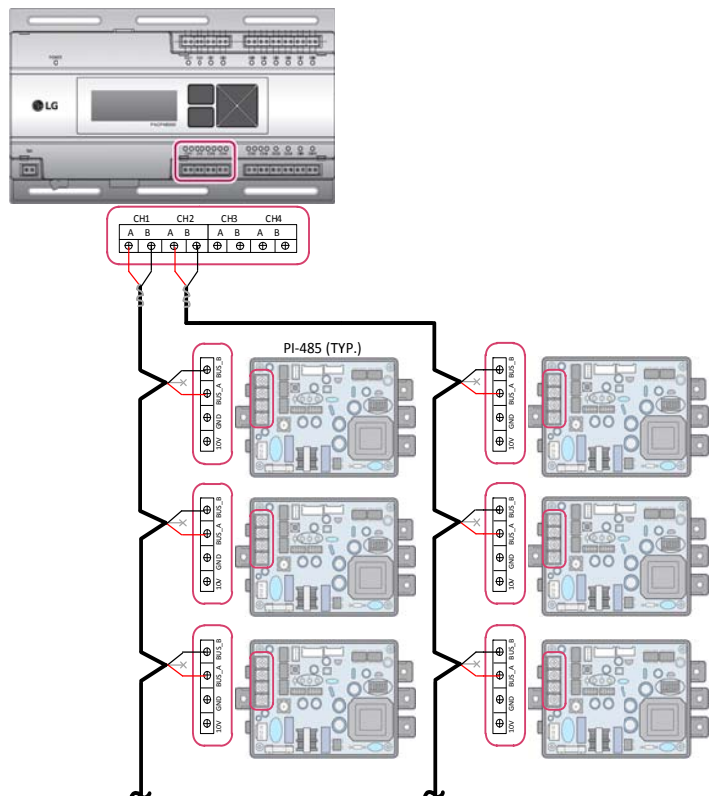 POWER
LG
CH1 CH2 CH3 CH4
A B A B A B A B
PI-485 (TYP.)
BUS_B
BUS_A
GND
10V
BUS_B
BUS_A
GND
10V
BUS_B
BUS_A
GND
10V
BUS_B
BUS_A
GND
10V
BUS_B
BUS_A
GND
10V
BUS_B
BUS_A
GND
10V